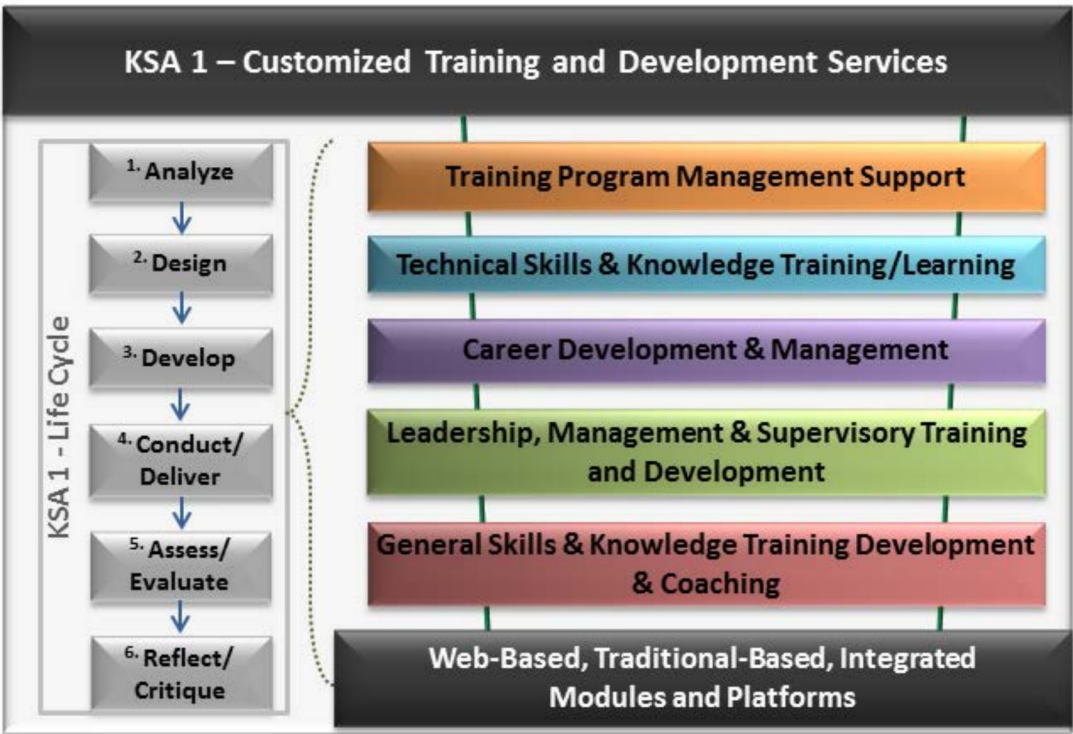 KSA 1 – Customized Training and Development Services
KSA 1 - Life Cycle
1. Analyze
2. Design
3. Develop
4. Conduct/
Deliver
5. Assess/
Evaluate
6. Reflect/
Critique
Training Program Management Support
Technical Skills & Knowledge Training/Learning
Career Development & Management
Leadership, Management & Supervisory Training
and Development
General Skills & Knowledge Training Development
& Coaching
Web-Based, Traditional-Based, Integrated
Modules and Platforms